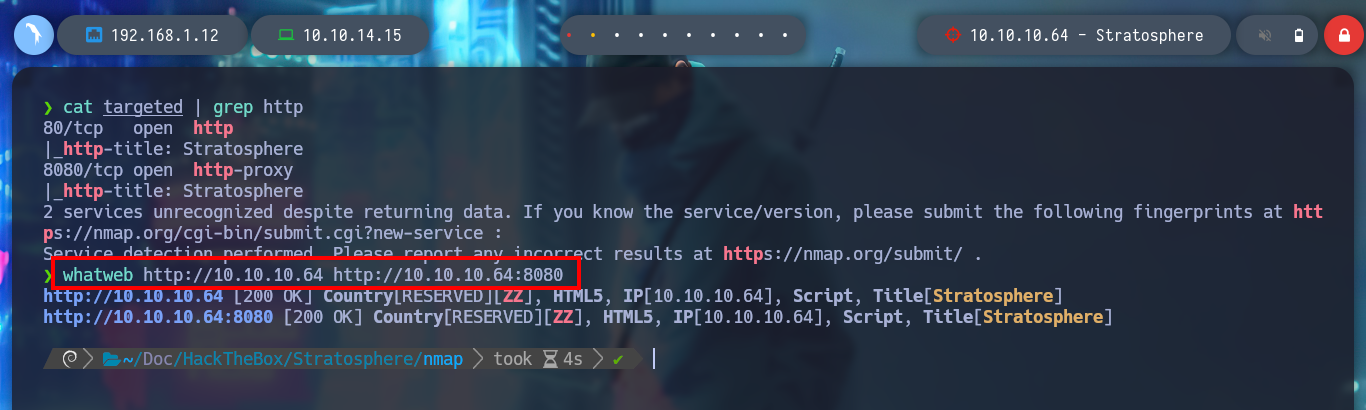 192.168.1.12 10.10.14.15 10.10.10.64 - Stratosphere
❯ cat targeted | grep http
80/tcp   open  http
|_http-title: Stratosphere
8080/tcp open  http-proxy
|_http-title: Stratosphere
2 services unrecognized despite returning data. If you know the service/version, please submit the following fingerprints at htt
ps://nmap.org/cgi-bin/submit.cgi?new-service :
Service detection performed. Please report any incorrect results at https://nmap.org/submit/ .
❯ whatweb http://10.10.10.64 http://10.10.10.64:8080
http://10.10.10.64 [200 OK] Country[RESERVED][ZZ], HTML5, IP[10.10.10.64], Script, Title[Stratosphere]
http://10.10.10.64:8080 [200 OK] Country[RESERVED][ZZ], HTML5, IP[10.10.10.64], Script, Title[Stratosphere]
~/Doc/HackTheBox/Stratosphere/nmap took 4s ✔